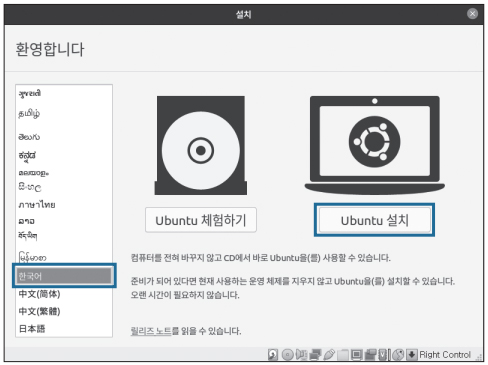 설치
환영합니다
ગુજરાતી
தமிழ்
తెలుగు
ಕನ್ನಡ
മലയാളം
සිංහල
ภาษาไทย
ລາວ
བོད་ཡིག
မြန်မာစာ
한국어
中文(简体)
中文(繁體)
日本語
Ubuntu 체험하기
Ubuntu 설치
컴퓨터를 전혀 바꾸지 않고 CD에서 바로 Ubuntu을(를) 사용할 수 있습니다.
준비가 되어 있다면 현재 사용하는 운영 체제를 지우지 않고 Ubuntu을(를) 설치할 수 있습니다.
오랜 시간이 필요하지 않습니다.
릴리즈 노트를 읽을 수 있습니다.
Right Control